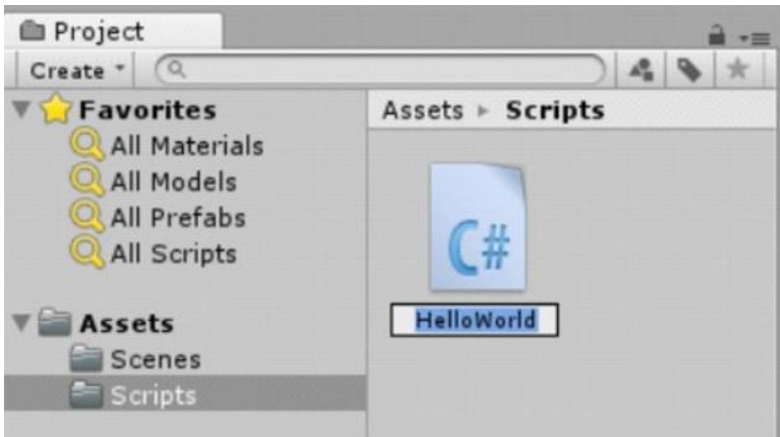 Project
Create
Favorites
All Materials
All Models
All Prefabs
All Scripts
Assets
Scenes
Scripts
Assets ▸ Scripts
C#
HelloWorld